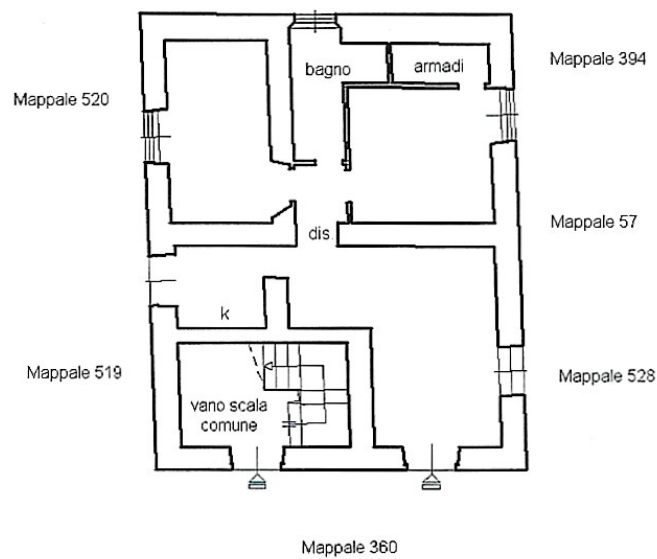 bagno
armadi
Mappale 394
Mappale 520
Mappale 57
dis.
k
Mappale 519
Mappale 528
vano scala
comune
Mappale 360